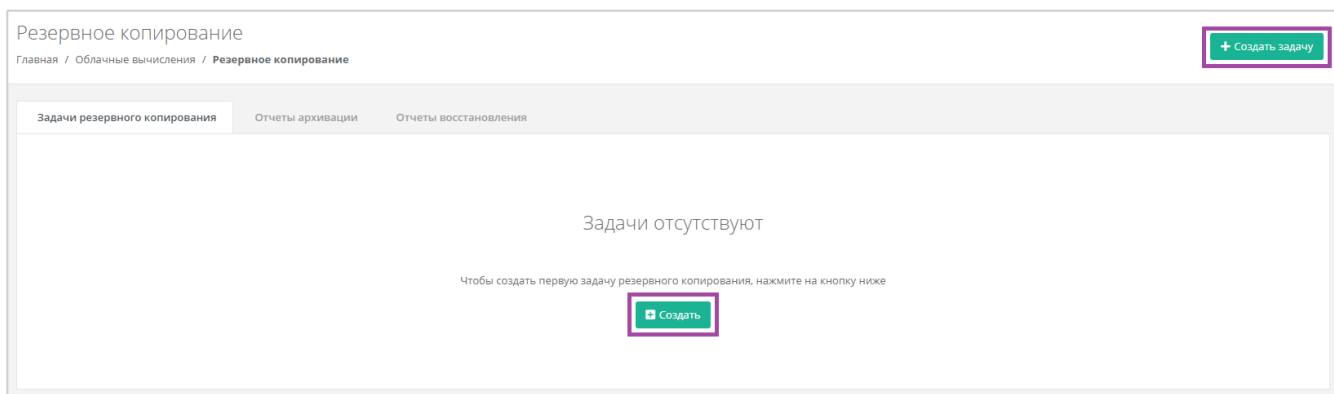 Резервное копирование
+ Создать задачу
Главная / Облачные вычисления / Резервное копирование
Задачи резервного копирования Отчеты архивации Отчеты восстановления
Задачи отсутствуют
Чтобы создать первую задачу резервного копирования, нажмите на кнопку ниже
Создать